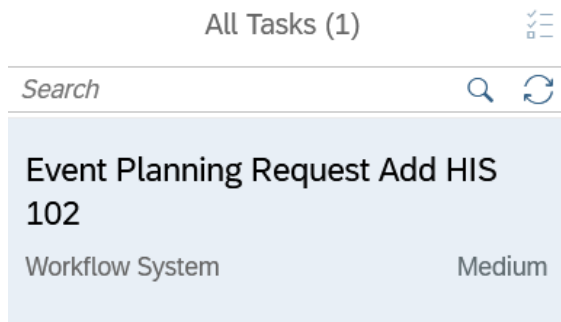 All Tasks (1)
Search
Event Planning Request Add HIS
102
Workflow System Medium